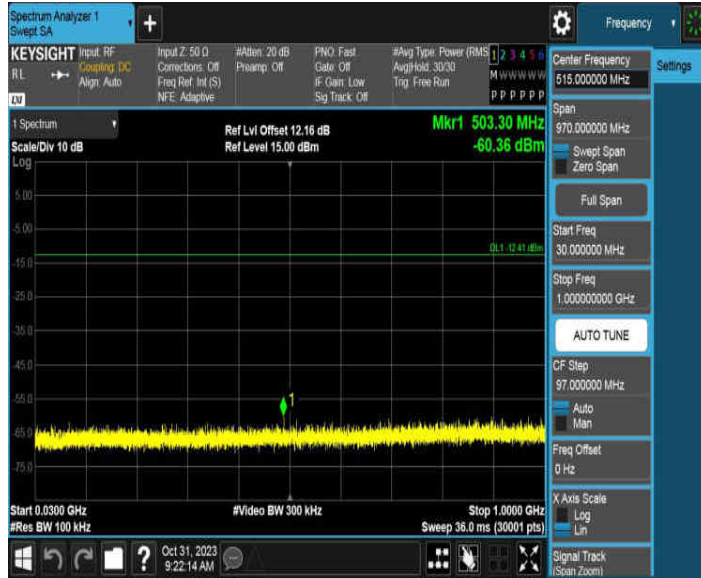 Spectrum Analyzer 1
Swept SA
+
Frequency
KEYSIGHT
RL
LXI
Input: RF
Coupling: DC
Align: Auto
Input Z: 50 Ω
Corrections: Off
Freq Ref: Int (S)
NFE: Adaptive
#Atten: 20 dB
Preamp: Off
PNO: Fast
Gate: Off
IF Gain: Low
Sig Track: Off
#Avg Type: Power (RMS
Avg|Hold: 30/30
Trig: Free Run
1 2 3 4 5 6
M W W W W W
P P P P P P
Center Frequency
515.000000 MHz
Settings
Span
970.000000 MHz
Swept Span
Zero Span
Full Span
Start Freq
30.000000 MHz
Stop Freq
1.000000000 GHz
AUTO TUNE
CF Step
97.000000 MHz
Auto
Man
Freq Offset
0 Hz
X Axis Scale
Log
Lin
Signal Track
(Span Zoom)
1 Spectrum
Scale/Div 10 dB
Log
Ref Lvl Offset 12.16 dB
Ref Level 15.00 dBm
Mkr1 503.30 MHz
-60.36 dBm
5.00
-5.00
DL1 -12.41 dBm
-15.0
-25.0
-35.0
-45.0
-55.0
1
-65.0
-75.0
Start 0.0300 GHz
#Res BW 100 kHz
#Video BW 300 kHz
Stop 1.0000 GHz
Sweep 36.0 ms (30001 pts)
?
Oct 31, 2023
9:22:14 AM